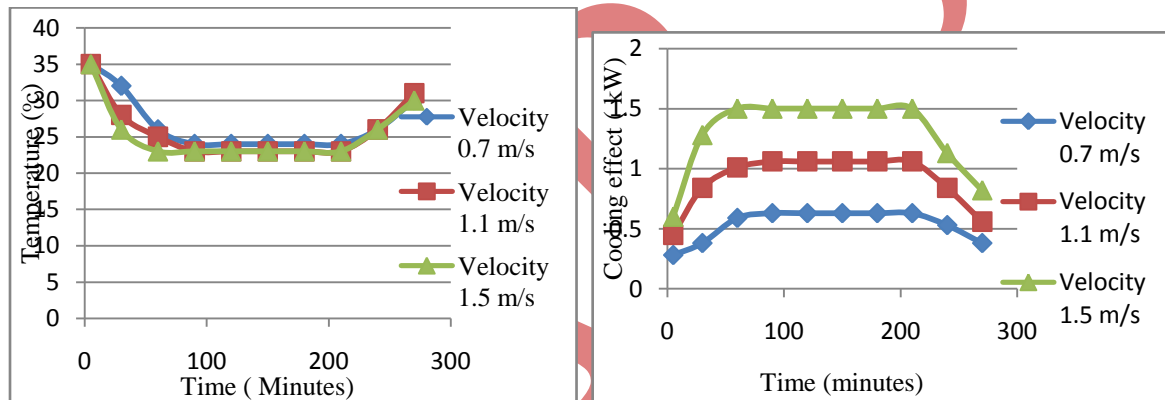 40
35
30
25
20
15
10
5
0
Temperature (ºc)
0 100 200 300
Time ( Minutes)
Velocity
0.7 m/s
Velocity
1.1 m/s
Velocity
1.5 m/s
2
1.5
1
0.5
0
Cooling effect ( kW)
0 100 200 300
Time (minutes)
Velocity
0.7 m/s
Velocity
1.1 m/s
Velocity
1.5 m/s